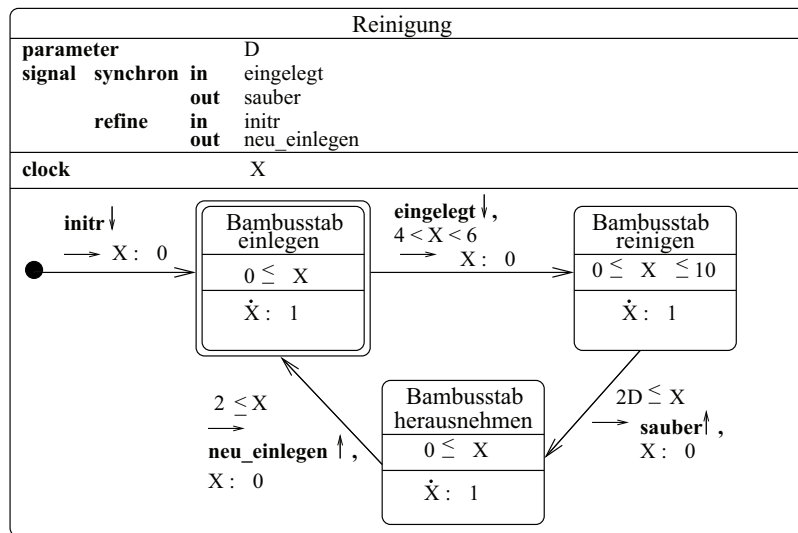 Reinigung
parameter D
signal synchron in eingelegt
out sauber
refine in initr
out neu_einlegen
clock X
initr↓
→ X : 0
Bambusstab
einlegen
0 ≤ X
Ẋ : 1
eingelegt↓,
4 < X < 6
→ X : 0
Bambusstab
reinigen
0 ≤ X ≤ 10
Ẋ : 1
2 ≤ X
→
neu_einlegen ↑ ,
X : 0
Bambusstab
herausnehmen
0 ≤ X
Ẋ : 1
2D ≤ X
→ sauber↑,
X : 0